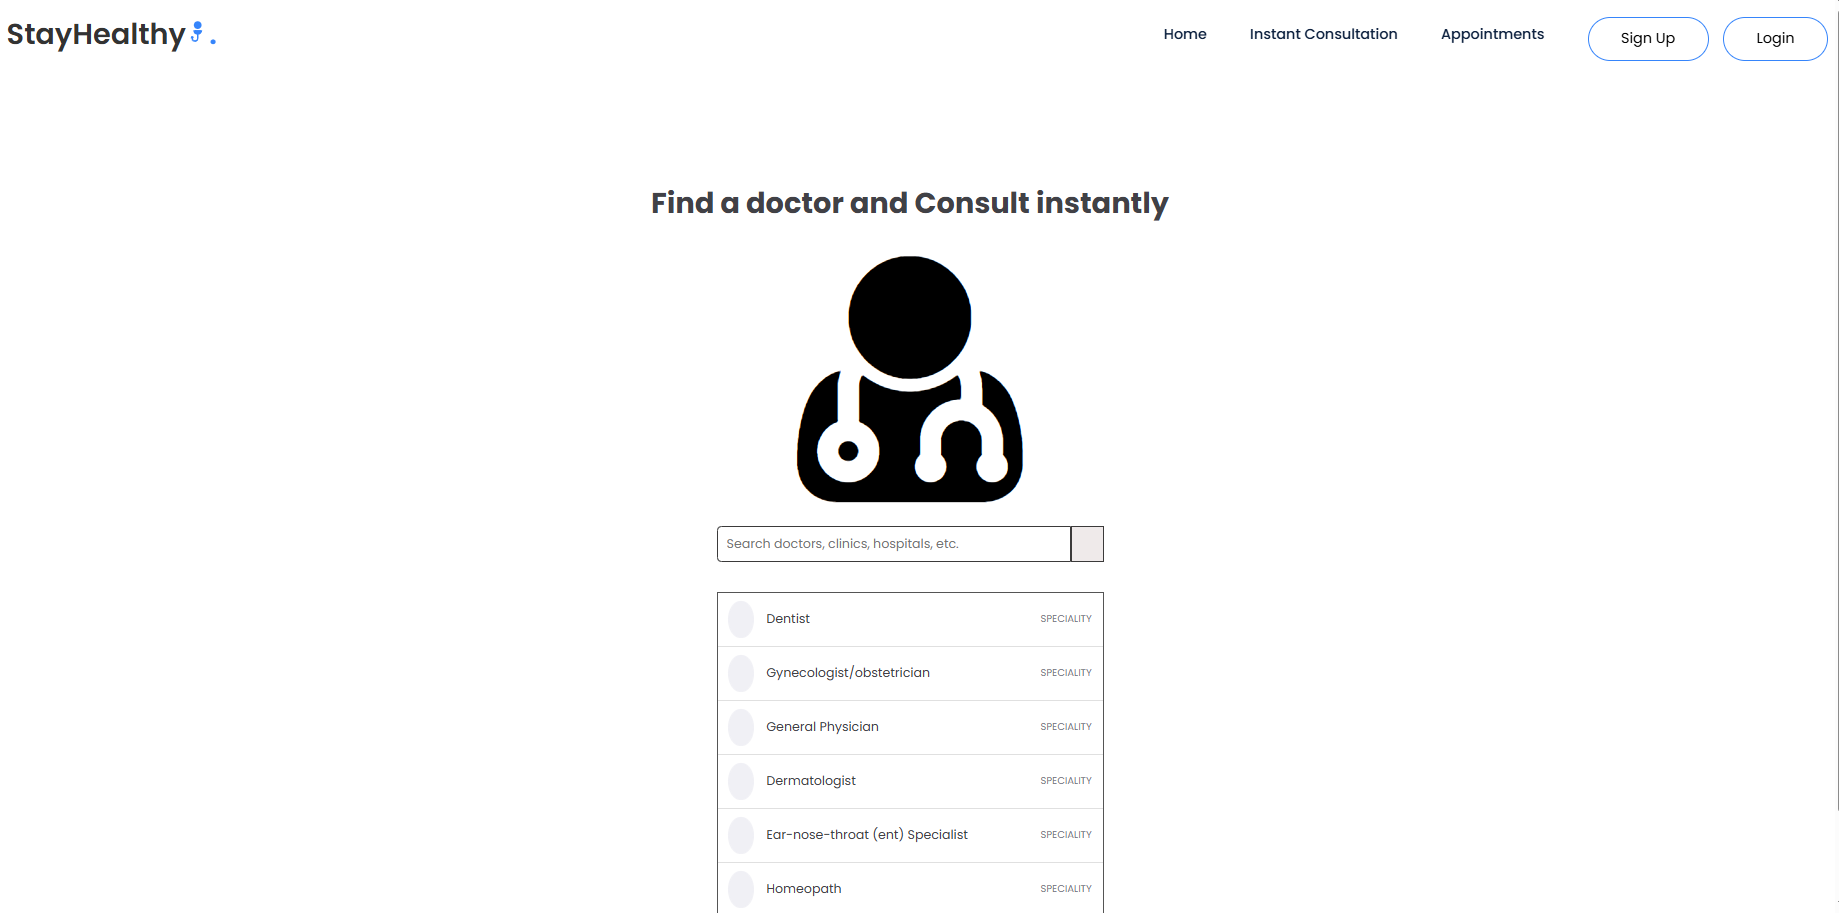 StayHealthy .
Home Instant Consultation Appointments Sign Up Login
Find a doctor and Consult instantly
Search doctors, clinics, hospitals, etc.
Dentist SPECIALITY
Gynecologist/obstetrician SPECIALITY
General Physician SPECIALITY
Dermatologist SPECIALITY
Ear-nose-throat (ent) Specialist SPECIALITY
Homeopath SPECIALITY